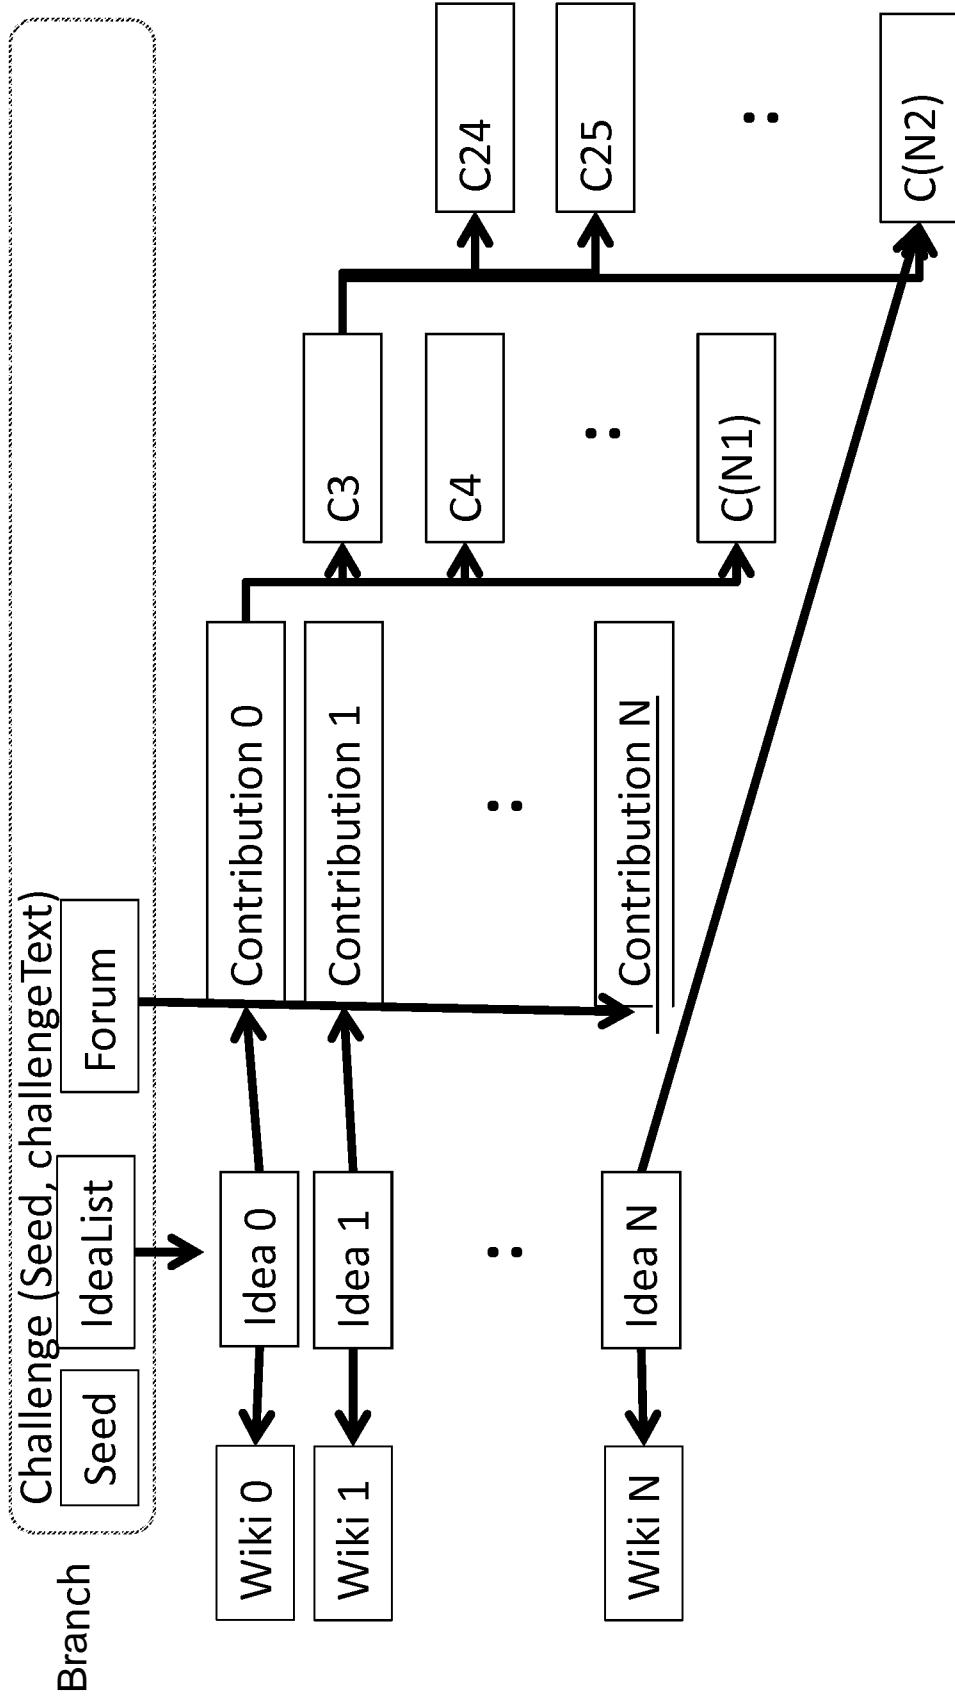 Branch
Challenge (Seed, challengeText)
Seed
IdeaList
Forum
Wiki 0
Idea 0
Contribution 0
Wiki 1
Idea 1
Contribution 1
C3
C4
C24
C25
Wiki N
Idea N
Contribution N
C(N1)
C(N2)